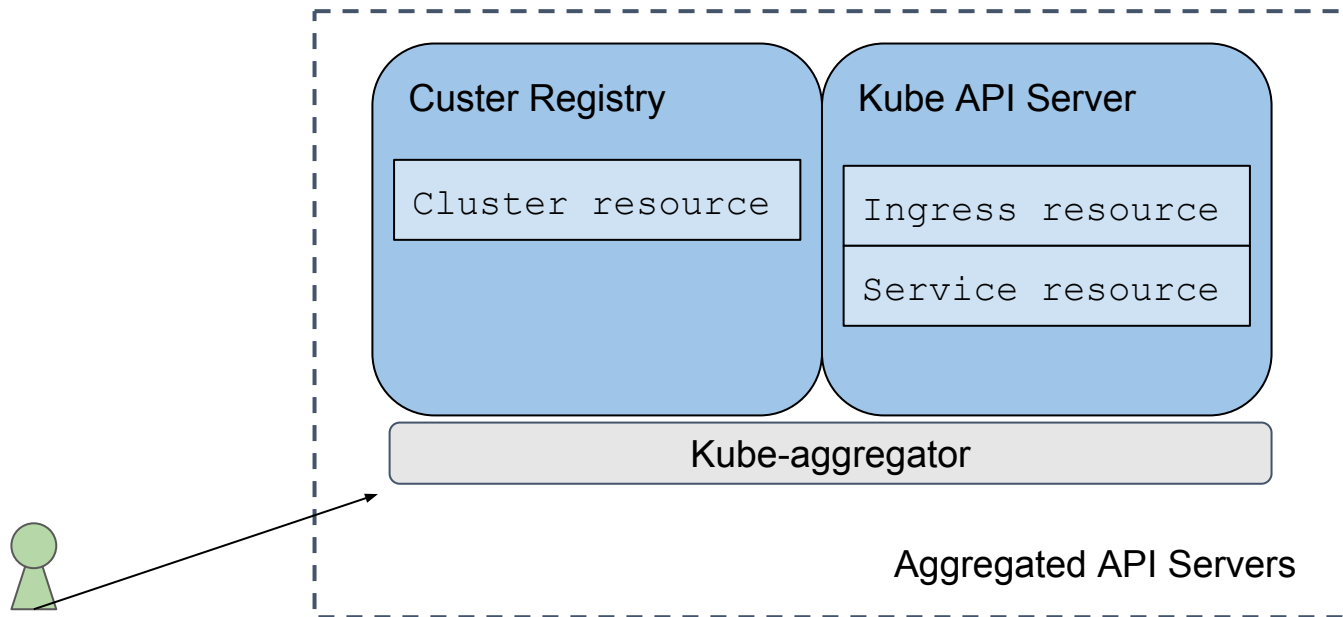 Custer Registry
Cluster resource
Kube API Server
Ingress resource
Service resource
Kube-aggregator
Aggregated API Servers